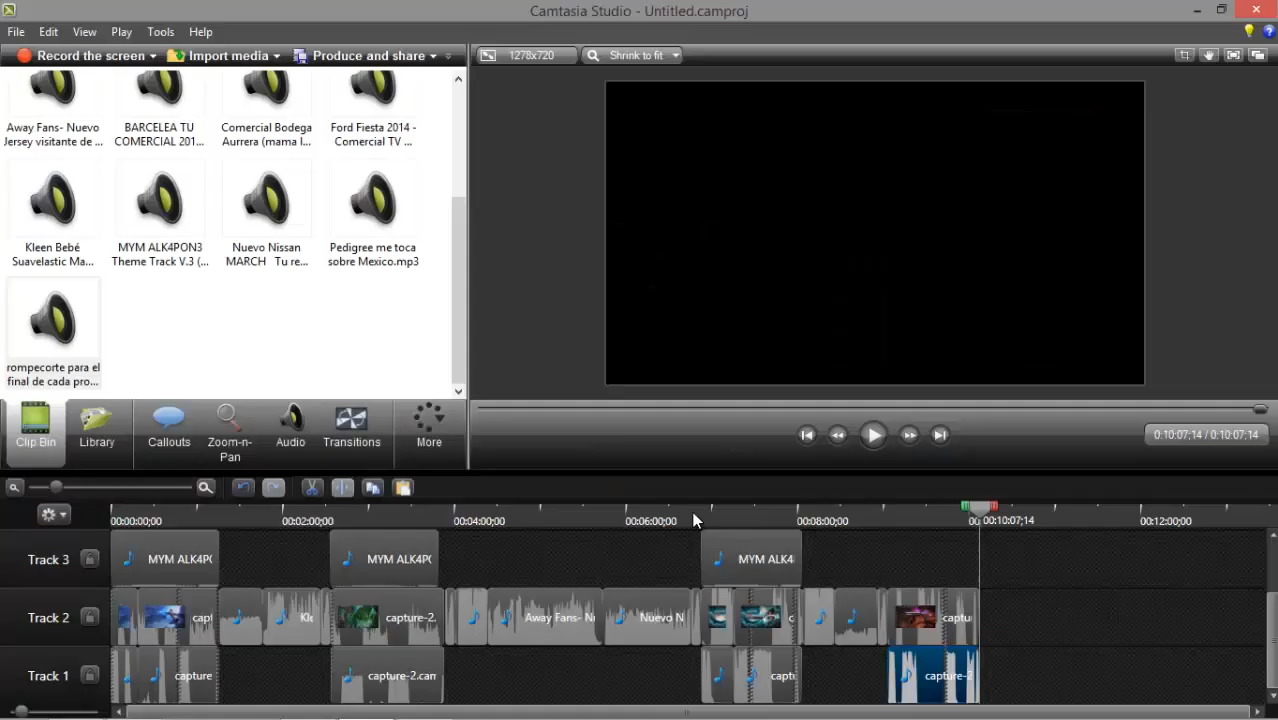 Camtasia Studio - Untitled.camproj
File Edit View Play Tools Help
Record the screen Import media Produce and share
1278x720 Shrink to fit
Away Fans- Nuevo Jersey visitante de ...
BARCELEA TU COMERCIAL 201...
Comercial Bodega Aurrera (mama l...
Ford Fiesta 2014 - Comercial TV ...
Kleen Bebé Suavelastic Ma...
MYM ALK4PON3 Theme Track V.3 (...
Nuevo Nissan MARCH Tu re...
Pedigree me toca sobre Mexico.mp3
rompecorte para el final de cada pro...
Clip Bin Library Callouts Zoom-n-Pan Audio Transitions More
0:10:07;14 / 0:10:07;14
00:00:00;00 00:02:00;00 00:04:00;00 00:06:00;00 00:08:00;00 00:10:07;14 00:12:00;00
Track 3 MYM ALK4P MYM ALK4P MYM ALK4
Track 2 capt Kle capture-2. Away Fans- N Nuevo N c captu
Track 1 capture capture-2.cam capt capture-2